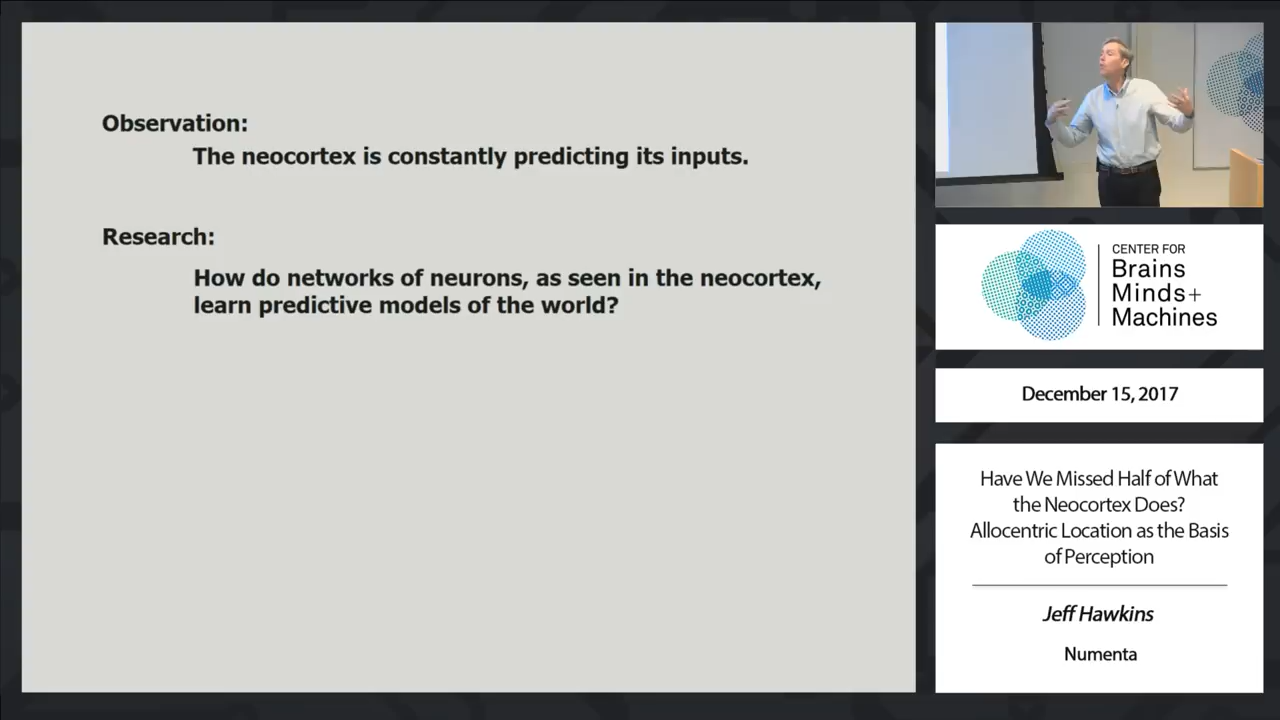 Observation:
The neocortex is constantly predicting its inputs.
Research:
How do networks of neurons, as seen in the neocortex,
learn predictive models of the world?
CENTER FOR
Brains
Minds+
Machines
December 15, 2017
Have We Missed Half of What
the Neocortex Does?
Allocentric Location as the Basis
of Perception
Jeff Hawkins
Numenta